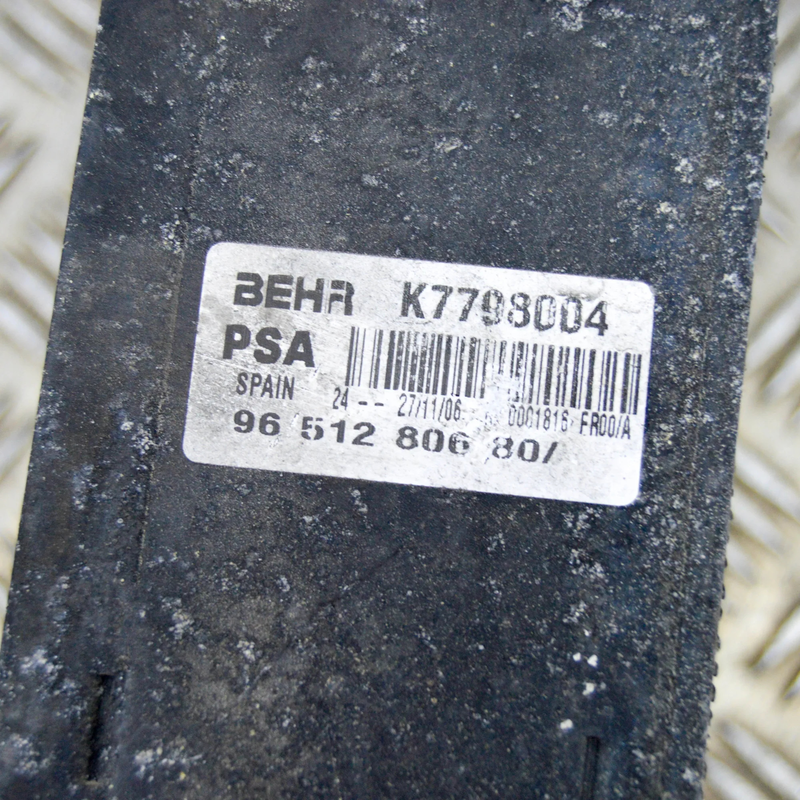 BEHR K7798004
PSA
SPAIN 24 -- 27/11/06 0001816 FR00/A
96 512 806 80/